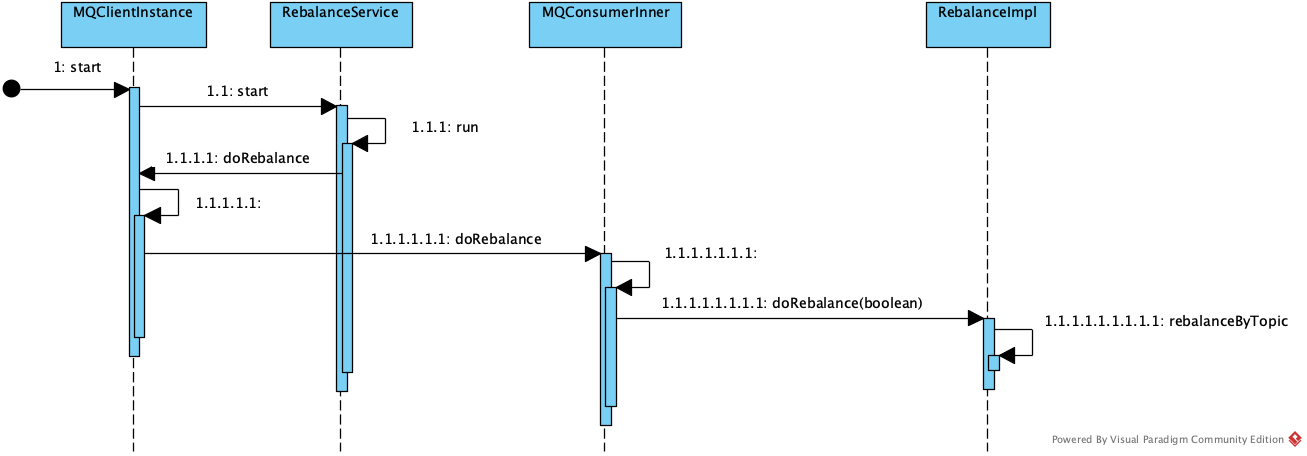 MQClientInstance
RebalanceService
MQConsumerInner
RebalanceImpl
1: start
1.1: start
1.1.1: run
1.1.1.1: doRebalance
1.1.1.1.1:
1.1.1.1.1.1: doRebalance
1.1.1.1.1.1.1:
1.1.1.1.1.1.1.1: doRebalance(boolean)
1.1.1.1.1.1.1.1.1: rebalanceByTopic
Powered By Visual Paradigm Community Edition